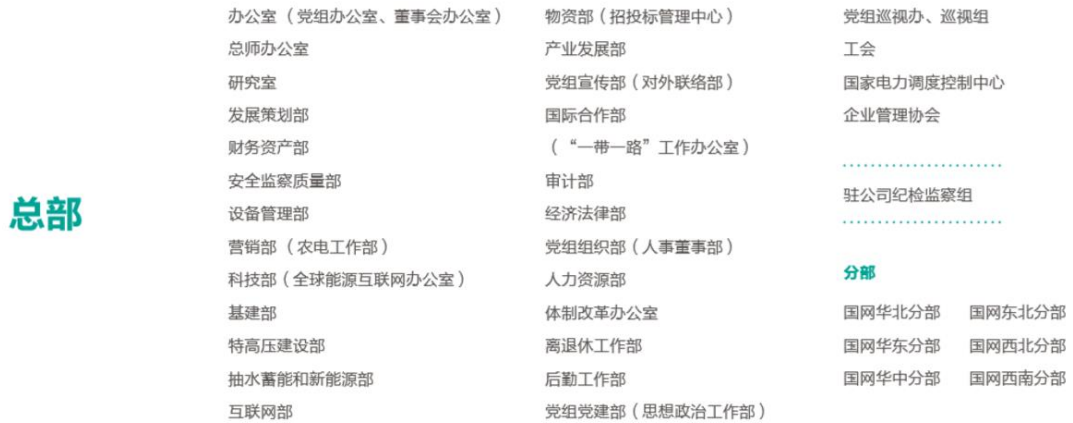 总部
办公室（党组办公室、董事会办公室）
总师办公室
研究室
发展策划部
财务资产部
安全监察质量部
设备管理部
营销部（农电工作部）
科技部（全球能源互联网办公室）
基建部
特高压建设部
抽水蓄能和新能源部
互联网部
物资部（招投标管理中心）
产业发展部
党组宣传部（对外联络部）
国际合作部
（“一带一路”工作办公室）
审计部
经济法律部
党组组织部（人事董事部）
人力资源部
体制改革办公室
离退休工作部
后勤工作部
党组党建部（思想政治工作部）
党组巡视办、巡视组
工会
国家电力调度控制中心
企业管理协会
驻公司纪检监察组
分部
国网华北分部 国网东北分部
国网华东分部 国网西北分部
国网华中分部 国网西南分部